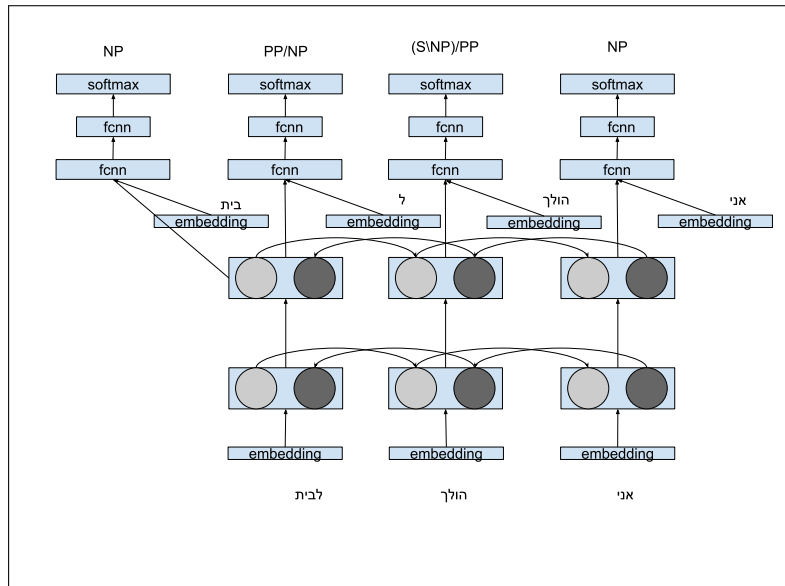 NP PP/NP (S\NP)/PP NP
softmax softmax softmax softmax
fcnn fcnn fcnn fcnn
fcnn fcnn fcnn fcnn
בית ל הולך אני
embedding embedding embedding embedding
embedding embedding embedding
לבית הולך אני